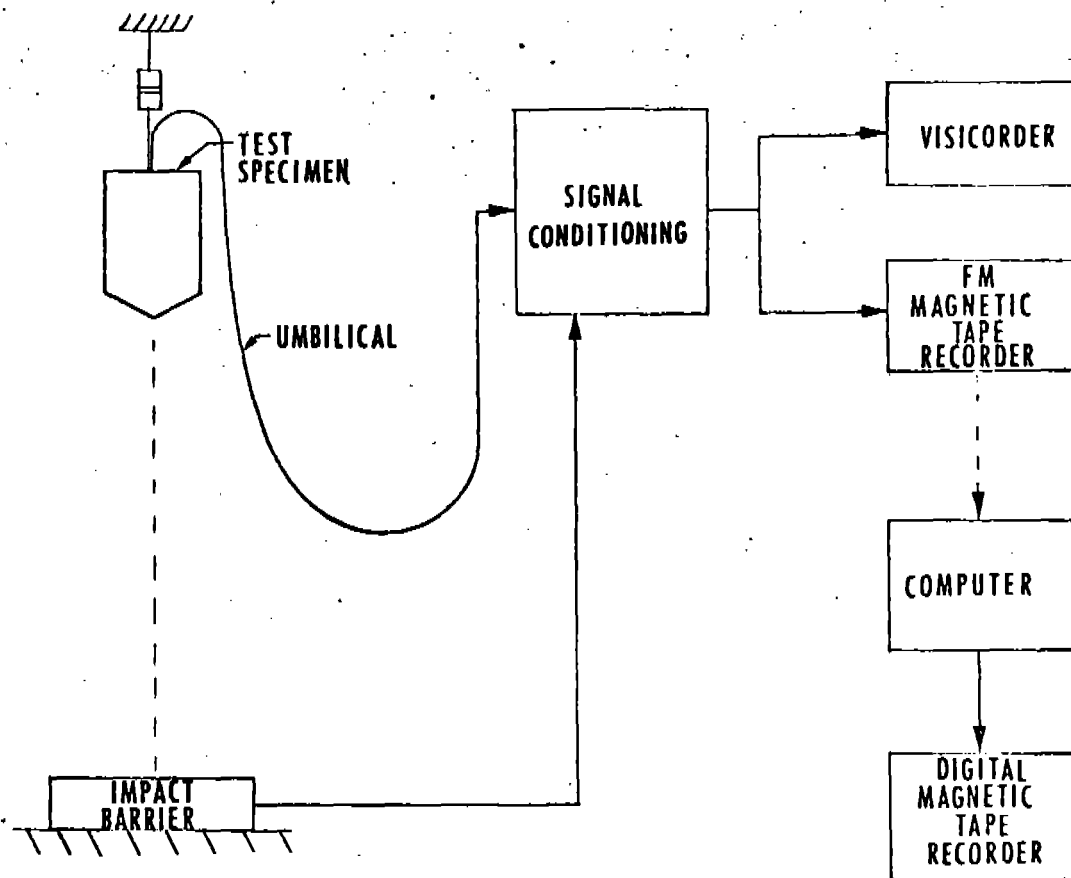 TEST
SPECIMEN
UMBILICAL
SIGNAL
CONDITIONING
VISICORDER
FM
MAGNETIC
TAPE
RECORDER
COMPUTER
DIGITAL
MAGNETIC
TAPE
RECORDER
IMPACT
BARRIER